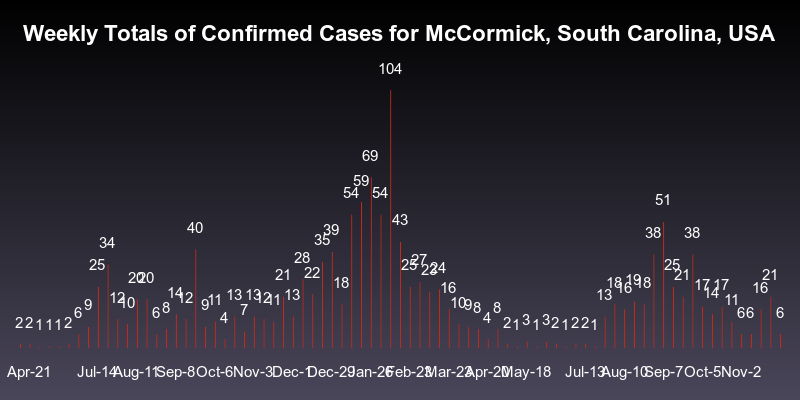 Weekly Totals of Confirmed Cases for McCormick, South Carolina, USA
104
69
59
54 54
51
43
40
39
38 38
35
34
28
27
25 25 23 24 25
22
21 21 21
20 20
19
18 18 18
17 17
16 16 16
14 14
13 13 13 13 13
12 12 12
11 11 11
10 10
9 9 9
8 8 8
7
6 6 6 6 6
4 4
3 3
2 2 1 1 1 2 2 1 1 2 1 2 2 1
Apr-21 Jul-14 Aug-11 Sep-8 Oct-6 Nov-3 Dec-1 Dec-29 Jan-26 Feb-23 Mar-23 Apr-20 May-18 Jul-13 Aug-10 Sep-7 Oct-5 Nov-2